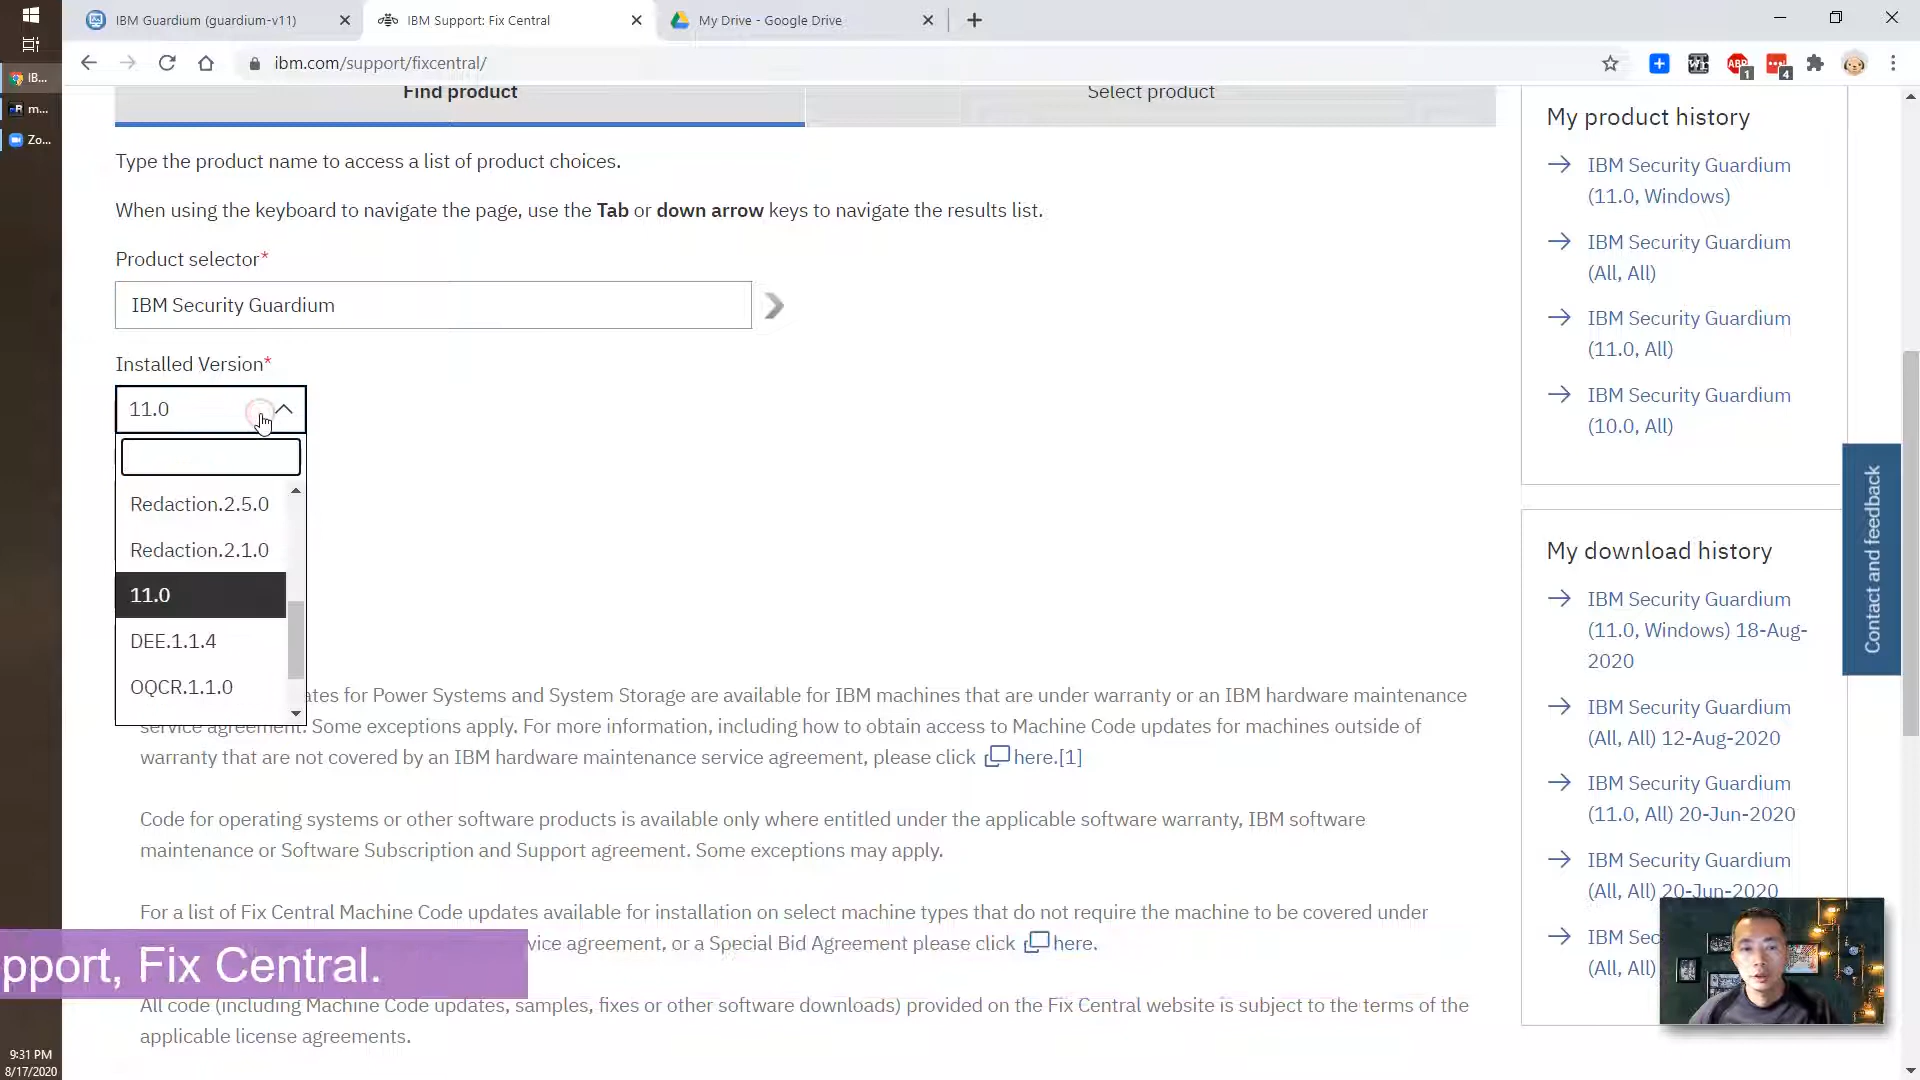 IBM Guardium (guardium-v11)
IBM Support: Fix Central
My Drive - Google Drive
ibm.com/support/fixcentral/
ABP
1
4
IB...
m...
Zo...
Find product
Select product
Type the product name to access a list of product choices.
When using the keyboard to navigate the page, use the Tab or down arrow keys to navigate the results list.
Product selector*
IBM Security Guardium
Installed Version*
11.0
Redaction.2.5.0
Redaction.2.1.0
11.0
DEE.1.1.4
OQCR.1.1.0
tes for Power Systems and System Storage are available for IBM machines that are under warranty or an IBM hardware maintenance
service agreement. Some exceptions apply. For more information, including how to obtain access to Machine Code updates for machines outside of
warranty that are not covered by an IBM hardware maintenance service agreement, please click here.[1]
Code for operating systems or other software products is available only where entitled under the applicable software warranty, IBM software
maintenance or Software Subscription and Support agreement. Some exceptions may apply.
For a list of Fix Central Machine Code updates available for installation on select machine types that do not require the machine to be covered under
vice agreement, or a Special Bid Agreement please click here.
All code (including Machine Code updates, samples, fixes or other software downloads) provided on the Fix Central website is subject to the terms of the
applicable license agreements.
pport, Fix Central.
My product history
IBM Security Guardium
(11.0, Windows)
IBM Security Guardium
(All, All)
IBM Security Guardium
(11.0, All)
IBM Security Guardium
(10.0, All)
My download history
IBM Security Guardium
(11.0, Windows) 18-Aug-
2020
IBM Security Guardium
(All, All) 12-Aug-2020
IBM Security Guardium
(11.0, All) 20-Jun-2020
IBM Security Guardium
(All, All) 20-Jun-2020
IBM Sec
(All, All)
Contact and feedback
9:31 PM
8/17/2020